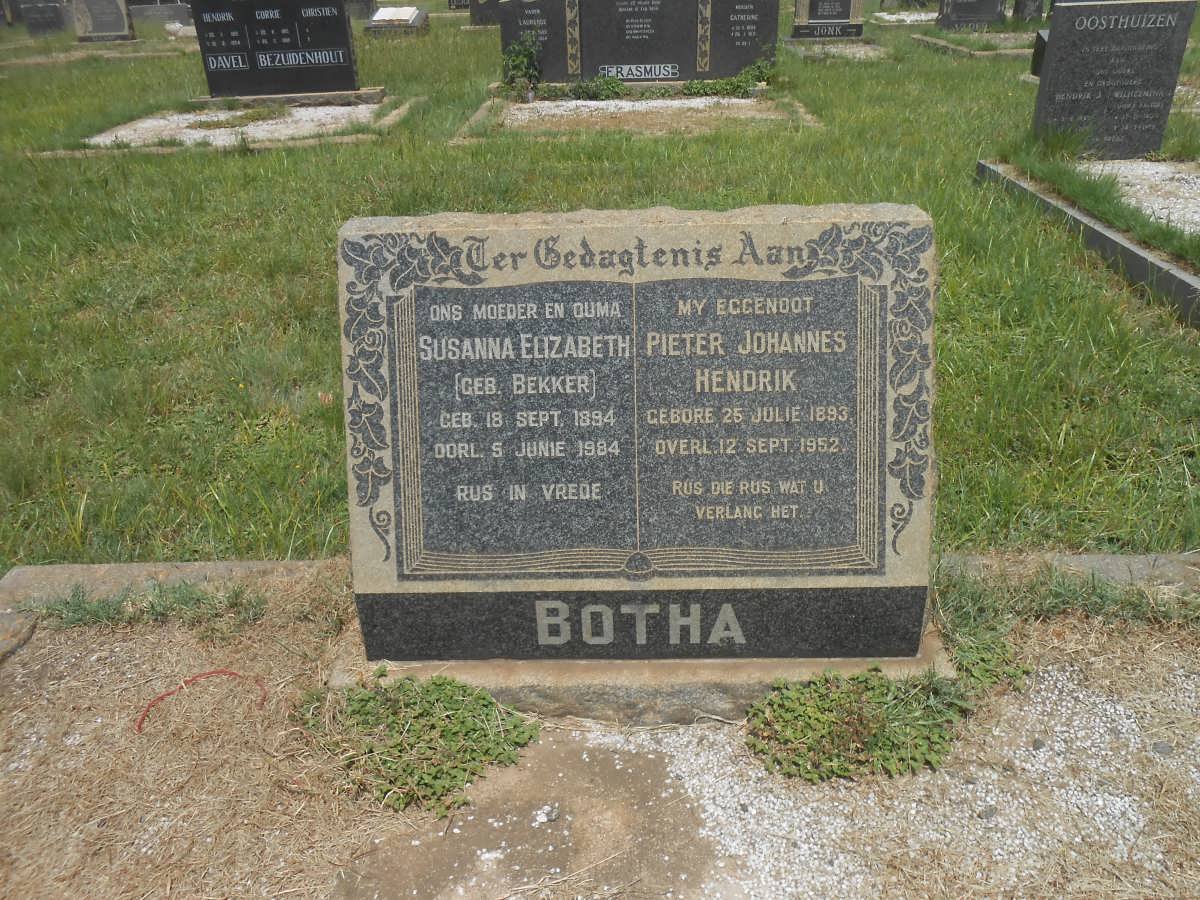 HENDRIK CORRIE CHRISTIEN
DAVEL BEZUIDENHOUT
CATHERINE
ERASMUS
JONK
OOSTHUIZEN
Ter Gedagtenis Aan
ONS MOEDER EN OUMA
SUSANNA ELIZABETH
(GEB. BEKKER)
GEB. 18 SEPT. 1894
OORL. 5 JUNIE 1984
RUS IN VREDE
MY EGGENOOT
PIETER JOHANNES
HENDRIK
GEBORE 25 JULIE 1893
OVERL. 12 SEPT. 1952.
RUS DIE RUS WAT U
VERLANG HET.
BOTHA